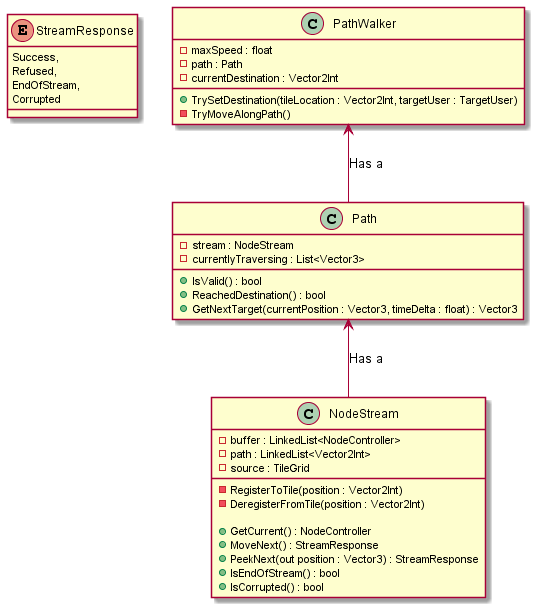 E StreamResponse
Success,
Refused,
EndOfStream,
Corrupted
C PathWalker
maxSpeed : float
path : Path
currentDestination : Vector2Int
TrySetDestination(tileLocation : Vector2Int, targetUser : TargetUser)
TryMoveAlongPath()
Has a
C Path
stream : NodeStream
currentlyTraversing : List<Vector3>
IsValid() : bool
ReachedDestination() : bool
GetNextTarget(currentPosition : Vector3, timeDelta : float) : Vector3
Has a
C NodeStream
buffer : LinkedList<NodeController>
path : LinkedList<Vector2Int>
source : TileGrid
RegisterToTile(position : Vector2Int)
DeregisterFromTile(position : Vector2Int)
GetCurrent() : NodeController
MoveNext() : StreamResponse
PeekNext(out position : Vector3) : StreamResponse
IsEndOfStream() : bool
IsCorrupted() : bool